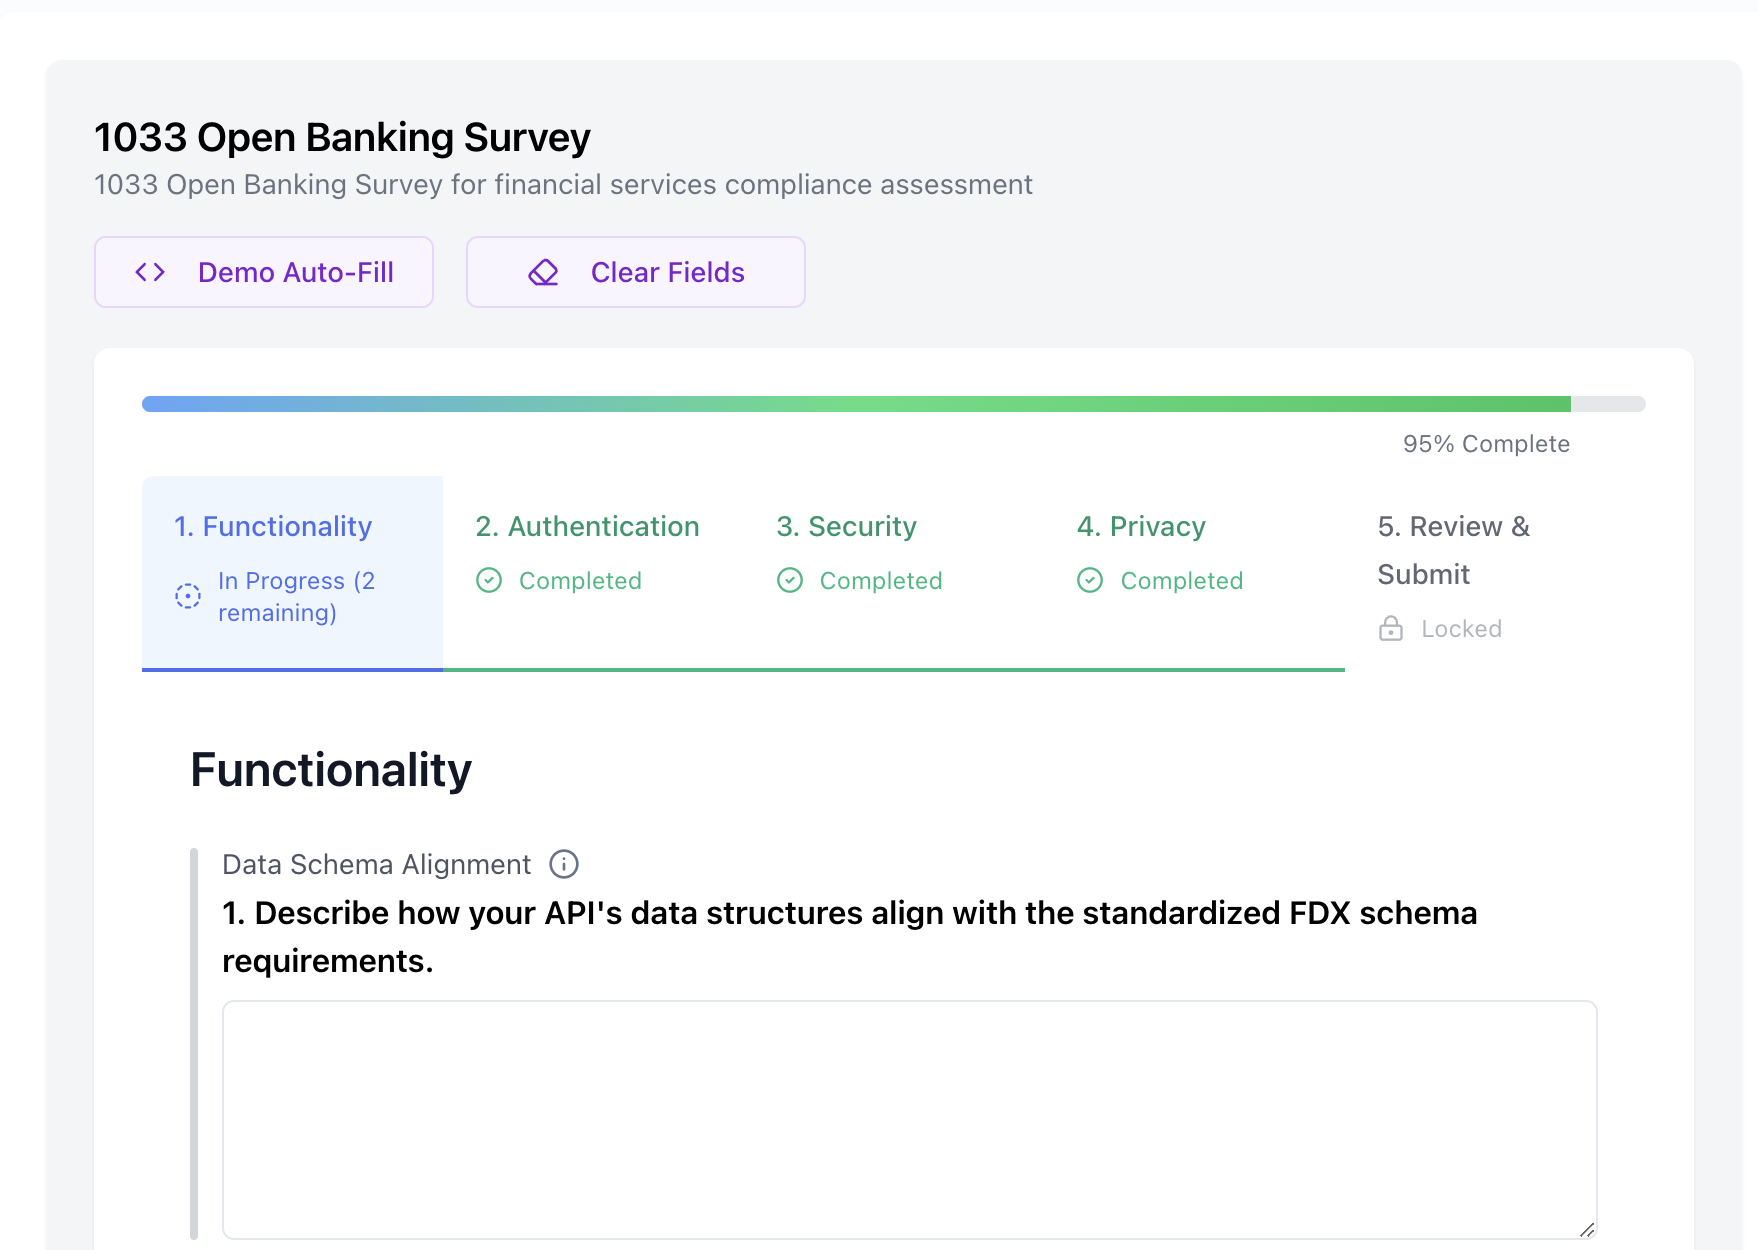 1033 Open Banking Survey
1033 Open Banking Survey for financial services compliance assessment
Demo Auto-Fill
Clear Fields
95% Complete
1. Functionality
In Progress (2
remaining)
2. Authentication
Completed
3. Security
Completed
4. Privacy
Completed
5. Review &
Submit
Locked
Functionality
Data Schema Alignment
1. Describe how your API's data structures align with the standardized FDX schema
requirements.